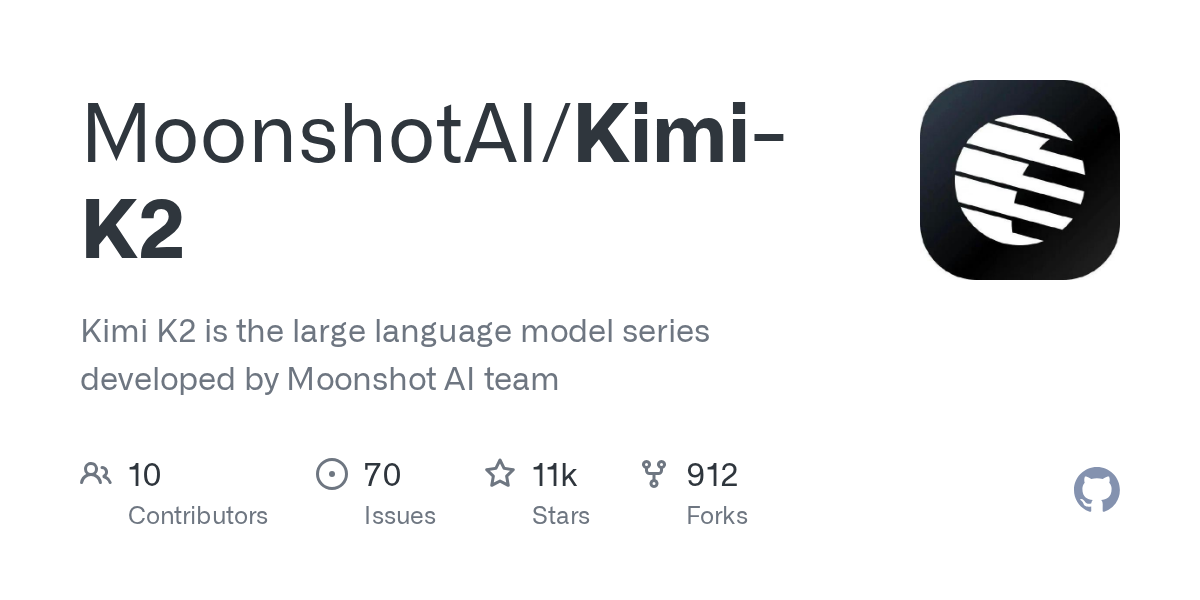 MoonshotAI/Kimi-
K2
Kimi K2 is the large language model series
developed by Moonshot AI team
10 70 11k 912
Contributors Issues Stars Forks